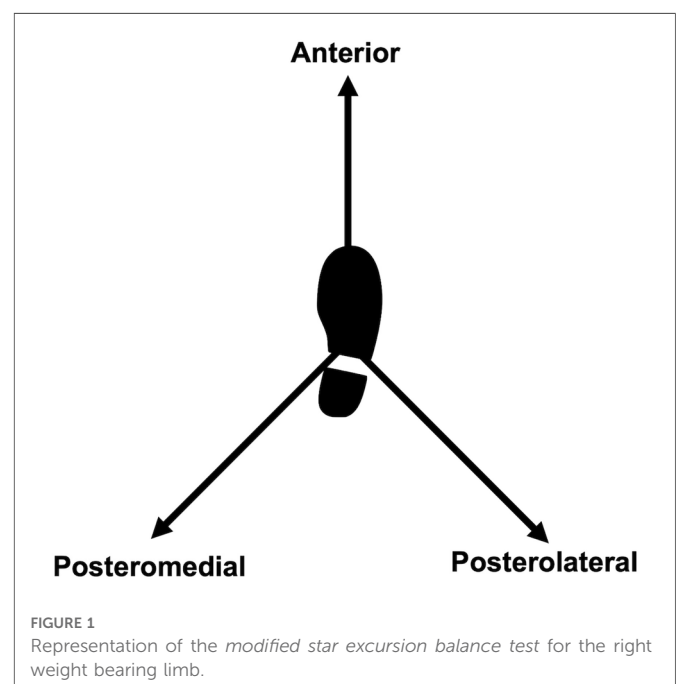 Anterior
Posteromedial
Posterolateral
FIGURE 1
Representation of the modified star excursion balance test for the right
weight bearing limb.